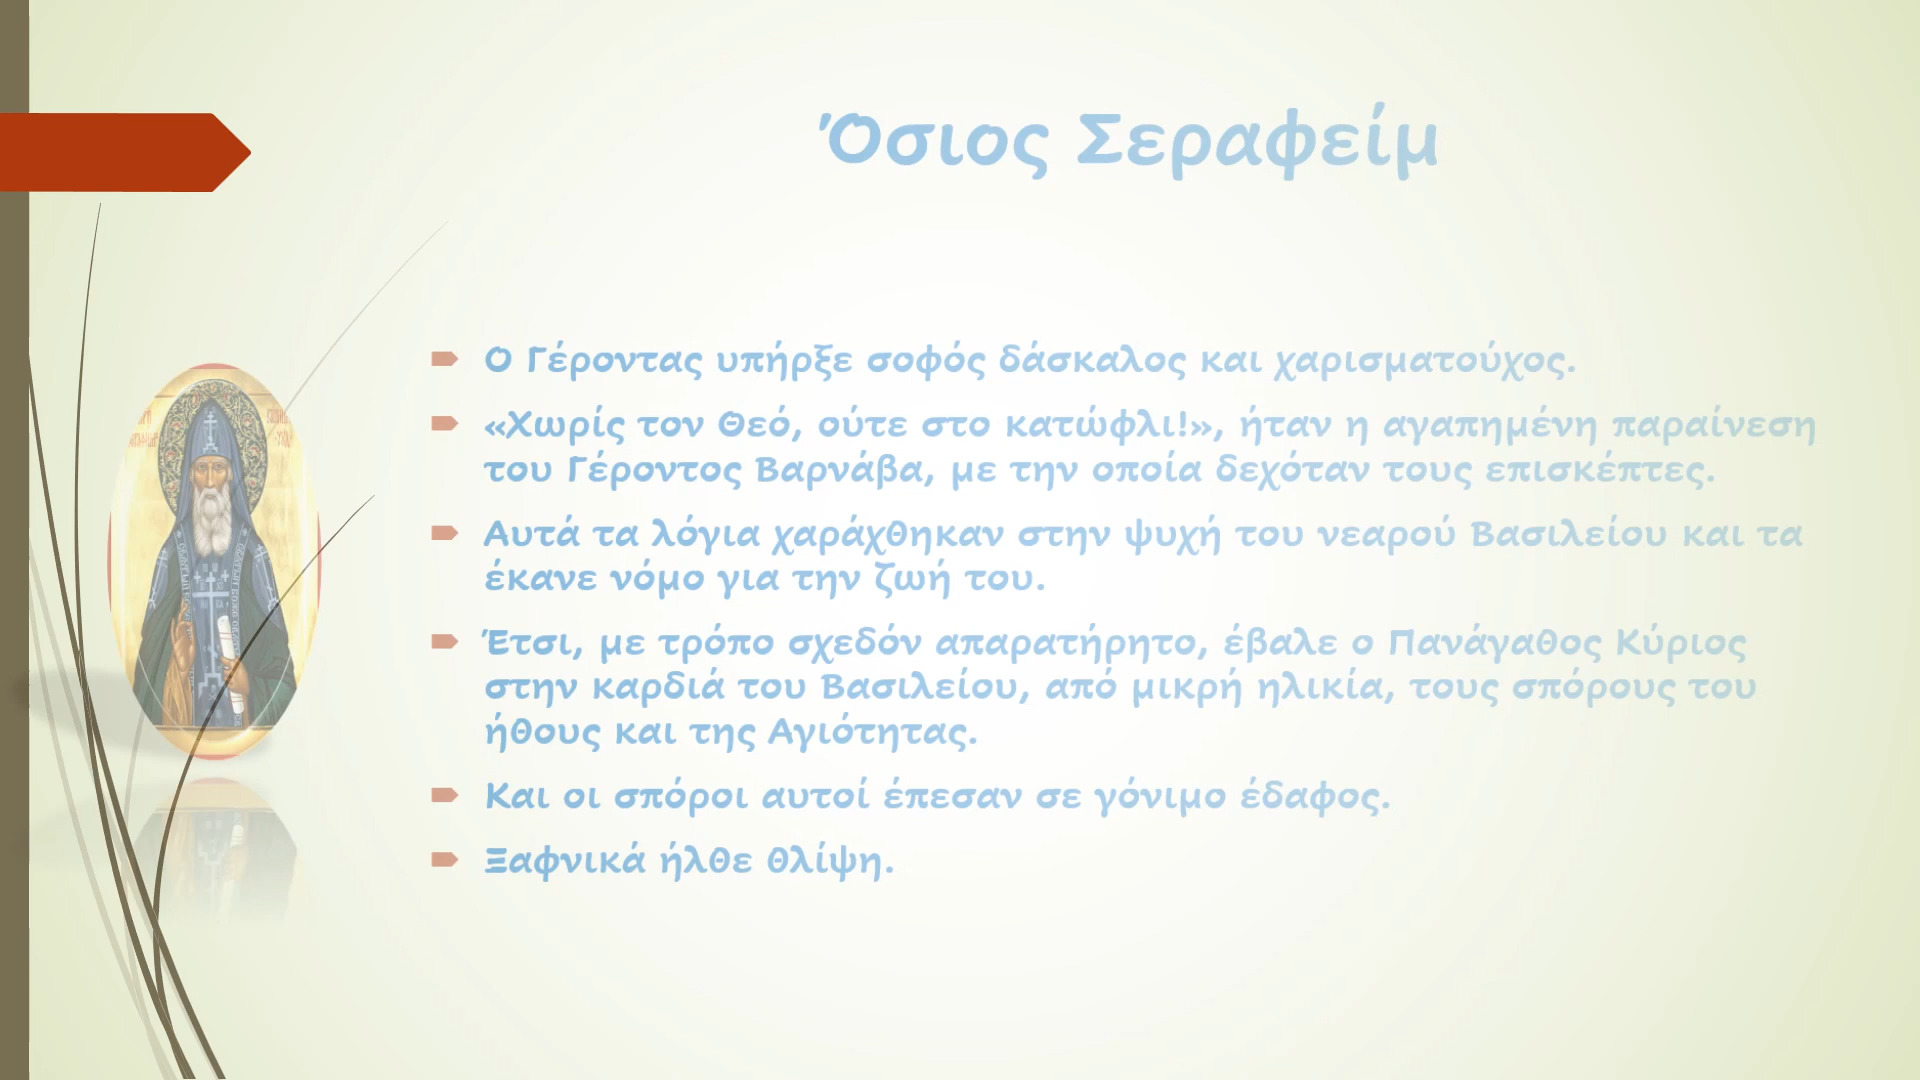 Όσιος Σεραφείμ
Ο Γέροντας υπήρξε σοφός δάσκαλος και χαρισματούχος.
«Χωρίς τον Θεό, ούτε στο κατώφλι!», ήταν η αγαπημένη παραίνεση
του Γέροντος Βαρνάβα, με την οποία δεχόταν τους επισκέπτες.
Αυτά τα λόγια χαράχθηκαν στην ψυχή του νεαρού Βασιλείου και τα
έκανε νόμο για την ζωή του.
Έτσι, με τρόπο σχεδόν απαρατήρητο, έβαλε ο Πανάγαθος Κύριος
στην καρδιά του Βασιλείου, από μικρή ηλικία, τους σπόρους του
ήθους και της Αγιότητας.
Και οι σπόροι αυτοί έπεσαν σε γόνιμο έδαφος.
Ξαφνικά ήλθε θλίψη.